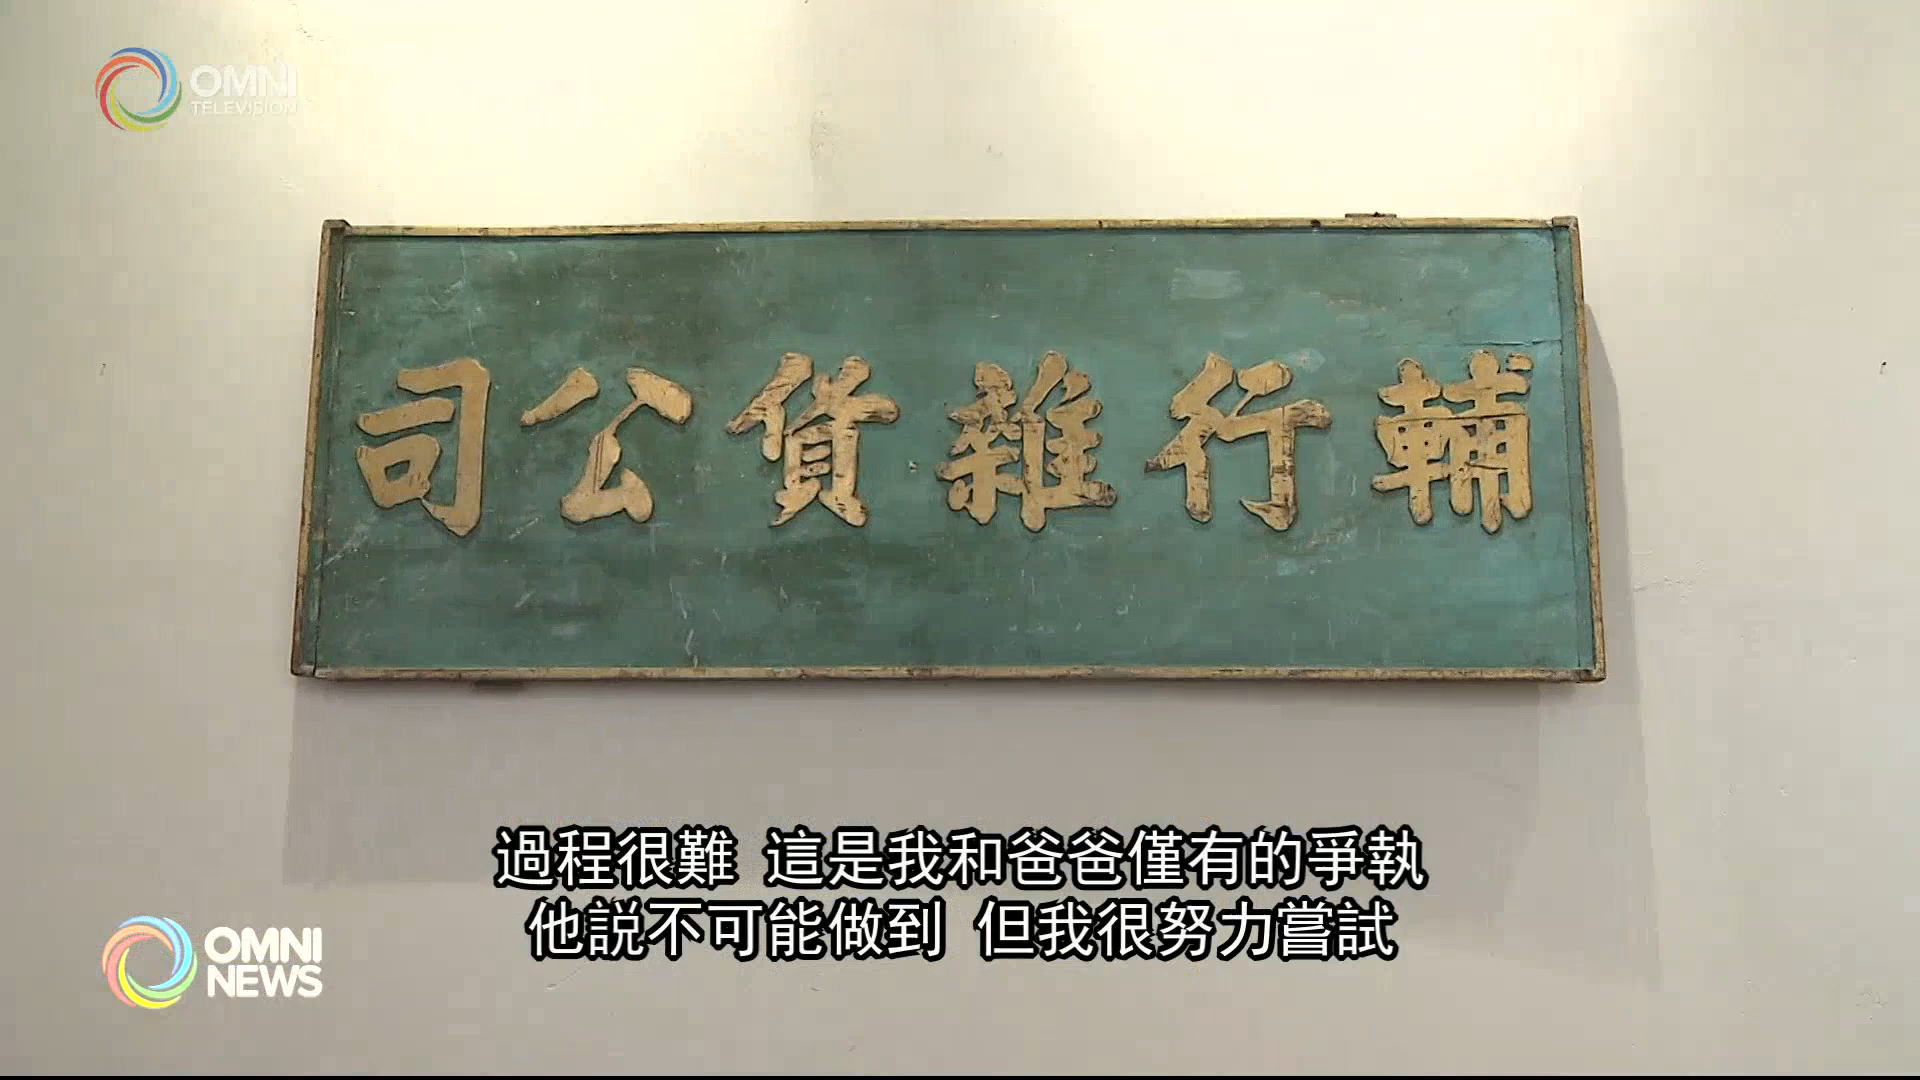 OMNI
TELEVISION
輔行雜貨公司
過程很難 這是我和爸爸僅有的爭執
他説不可能做到 但我很努力嘗試
OMNI
NEWS